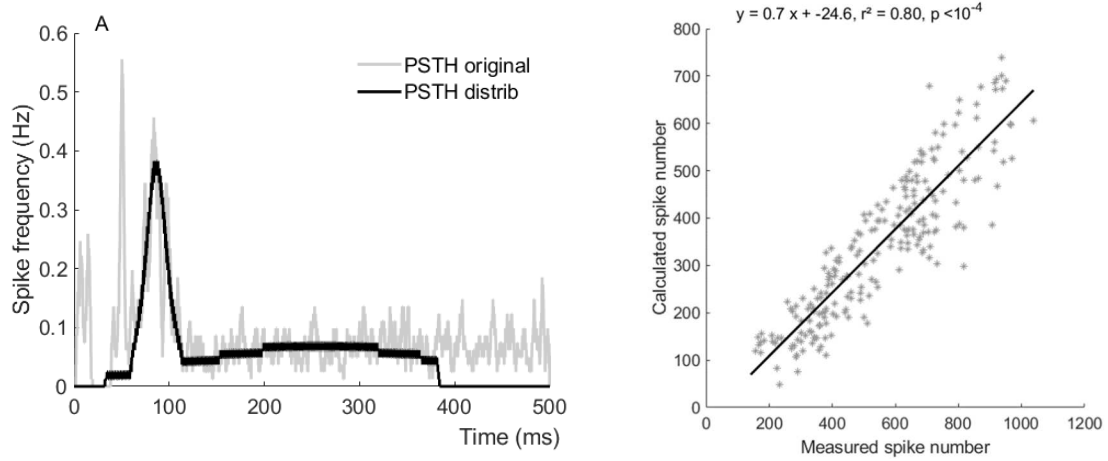 A
0.6
0.5
0.4
0.3
0.2
0.1
0
Spike frequency (Hz)
PSTH original
PSTH distrib
0 100 200 300 400 500
Time (ms)
y = 0.7 x + -24.6, r² = 0.80, p <10⁻⁴
800
700
600
500
400
300
200
100
0
Calculated spike number
0 200 400 600 800 1000 1200
Measured spike number